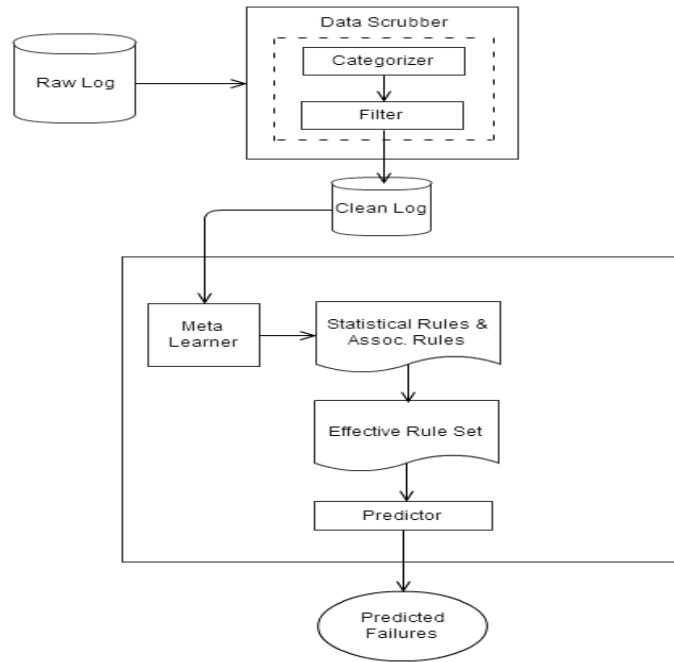 Data Scrubber
Raw Log
Categorizer
Filter
Clean Log
Meta
Learner
Statistical Rules &
Assoc. Rules
Effective Rule Set
Predictor
Predicted
Failures